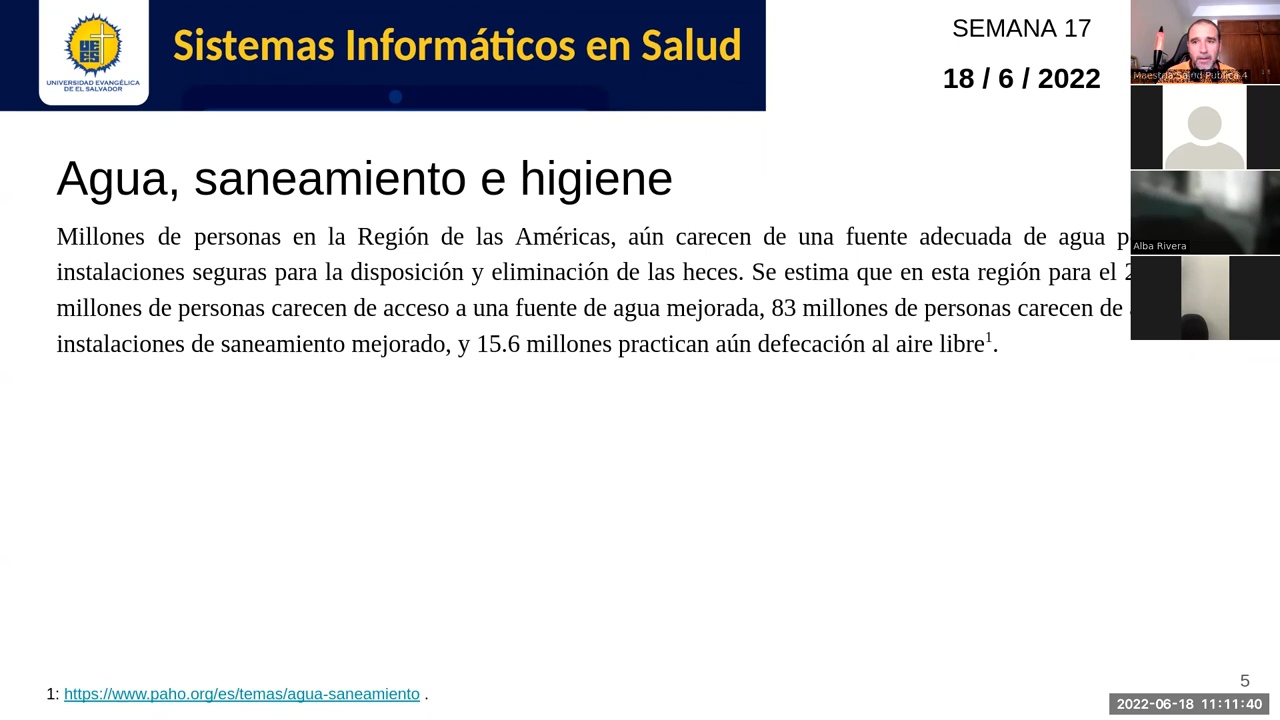 Sistemas Informáticos en Salud
UNIVERSIDAD EVANGÉLICA
DE EL SALVADOR
SEMANA 17
18 / 6 / 2022
Maestría Salud Pública 4
Agua, saneamiento e higiene
Millones de personas en la Región de las Américas, aún carecen de una fuente adecuada de agua
instalaciones seguras para la disposición y eliminación de las heces. Se estima que en esta región para el
millones de personas carecen de acceso a una fuente de agua mejorada, 83 millones de personas carecen de
instalaciones de saneamiento mejorado, y 15.6 millones practican aún defecación al aire libre1.
Alba Rivera
1: https://www.paho.org/es/temas/agua-saneamiento .
5
2022-06-18 11:11:40